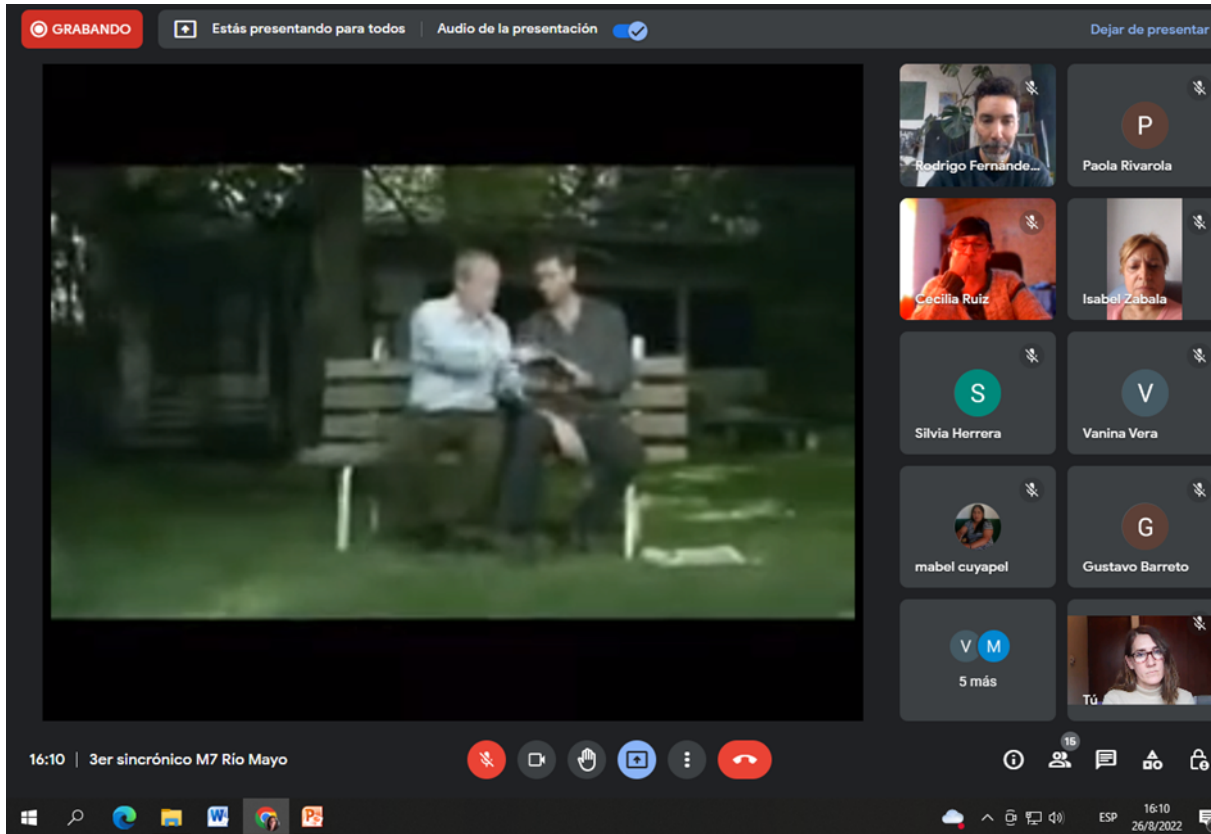 GRABANDO
Estás presentando para todos
Audio de la presentación
Dejar de presentar
Rodrigo Fernánde...
P
Paola Rivarola
Cecilia Ruiz
Isabel Zabala
S
Silvia Herrera
V
Vanina Vera
mabel cuyapel
G
Gustavo Barreto
V M
5 más
Tú
16:10 | 3er sincrónico M7 Río Mayo
15
W
P
ESP
16:10
26/8/2022